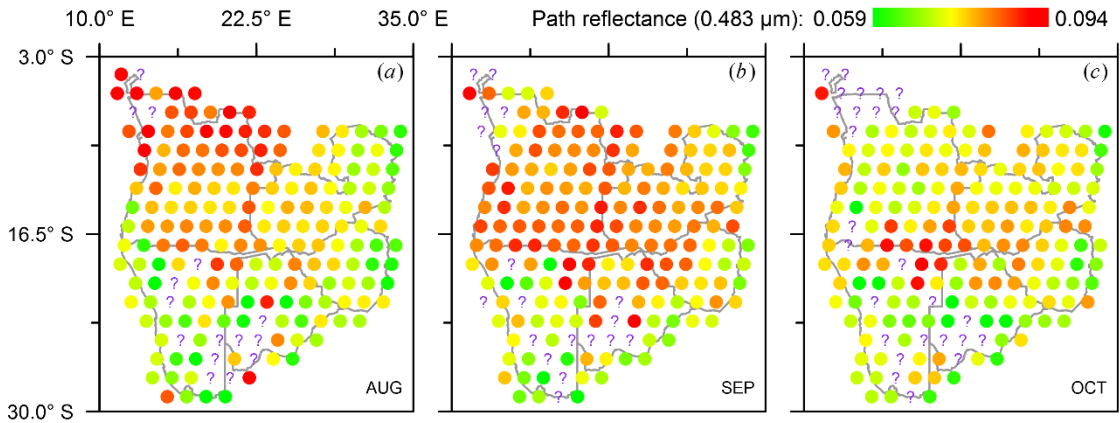 10.0° E 22.5° E 35.0° E Path reflectance (0.483 µm): 0.059 0.094
3.0° S (a) (b) (c)
16.5° S
AUG SEP OCT
30.0° S